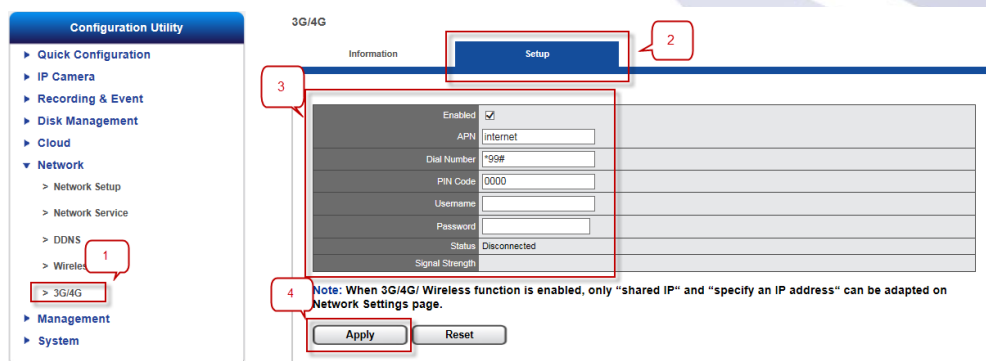 Configuration Utility
Quick Configuration
IP Camera
Recording & Event
Disk Management
Cloud
Network
> Network Setup
> Network Service
> DDNS
1
> 3G/4G
Management
System
3G/4G
Information
Setup
2
3
Enabled
APN internet
Dial Number *99#
PIN Code 0000
Username
Password
Status Disconnected
Signal Strength
4
Note: When 3G/4G/ Wireless function is enabled, only “shared IP“ and “specify an IP address“ can be adapted on
Network Settings page.
Apply
Reset